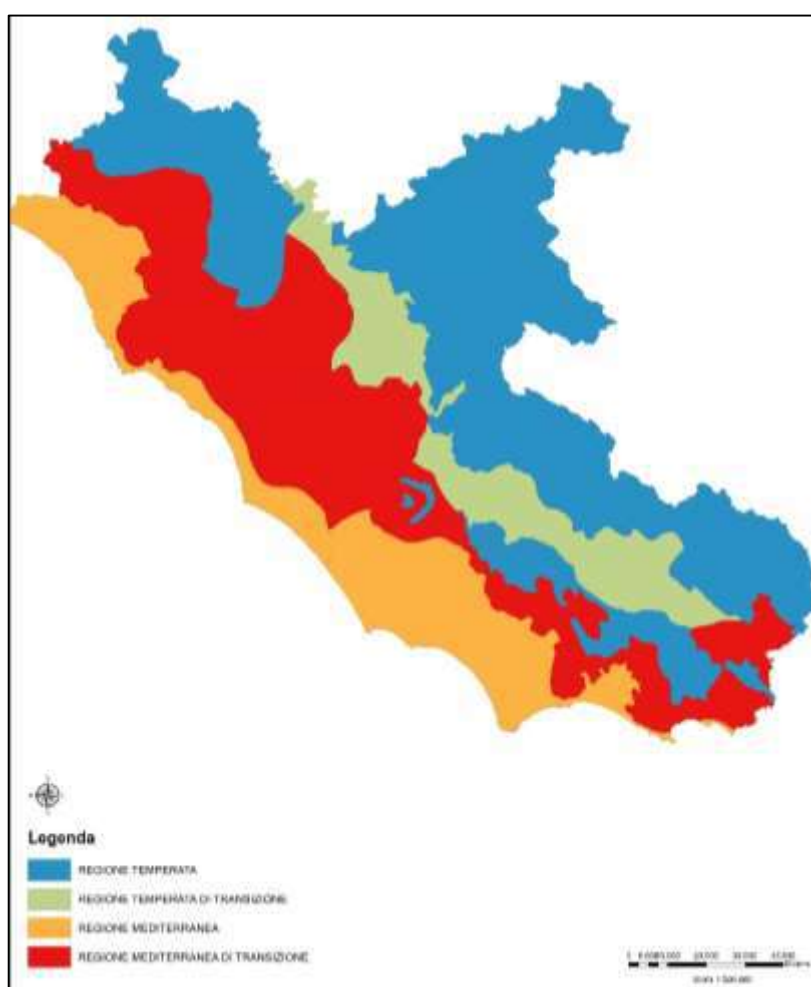 Legenda
REGIONE TEMPERATA
REGIONE TEMPERATA DI TRANSIZIONE
REGIONE MEDITERRANEA
REGIONE MEDITERRANEA DI TRANSIZIONE